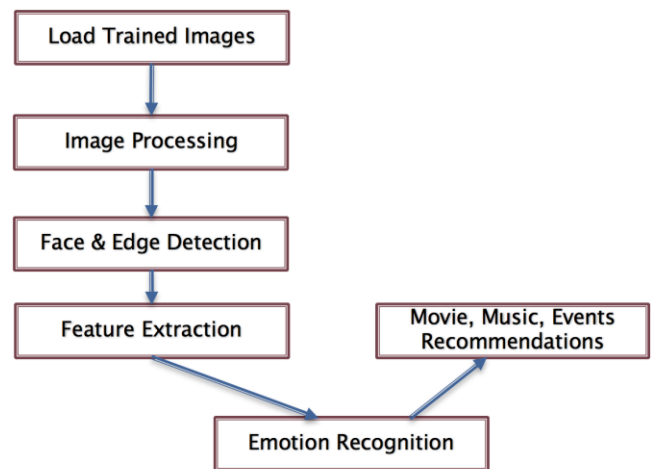 Load Trained Images
Image Processing
Face & Edge Detection
Feature Extraction
Movie, Music, Events
Recommendations
Emotion Recognition